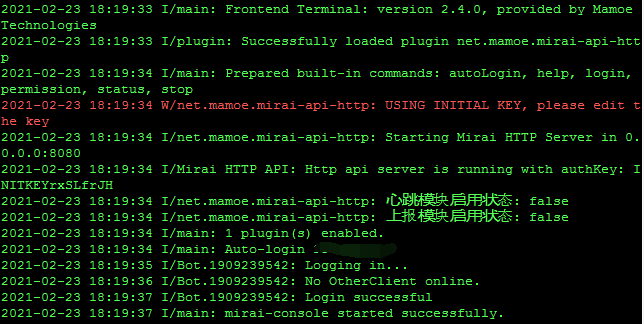 2021-02-23 18:19:33 I/main: Frontend Terminal: version 2.4.0, provided by Mamoe
Technologies
2021-02-23 18:19:33 I/plugin: Successfully loaded plugin net.mamoe.mirai-api-htt
p
2021-02-23 18:19:34 I/main: Prepared built-in commands: autoLogin, help, login,
permission, status, stop
2021-02-23 18:19:34 W/net.mamoe.mirai-api-http: USING INITIAL KEY, please edit t
he key
2021-02-23 18:19:34 I/net.mamoe.mirai-api-http: Starting Mirai HTTP Server in 0.
0.0.0:8080
2021-02-23 18:19:34 I/Mirai HTTP API: Http api server is running with authKey: I
NITKEYrxSLfrJH
2021-02-23 18:19:34 I/net.mamoe.mirai-api-http: 心跳模块启用状态: false
2021-02-23 18:19:34 I/net.mamoe.mirai-api-http: 上报模块启用状态: false
2021-02-23 18:19:34 I/main: 1 plugin(s) enabled.
2021-02-23 18:19:34 I/main: Auto-login
2021-02-23 18:19:35 I/Bot.1909239542: Logging in...
2021-02-23 18:19:36 I/Bot.1909239542: No OtherClient online.
2021-02-23 18:19:37 I/Bot.1909239542: Login successful
2021-02-23 18:19:37 I/main: mirai-console started successfully.